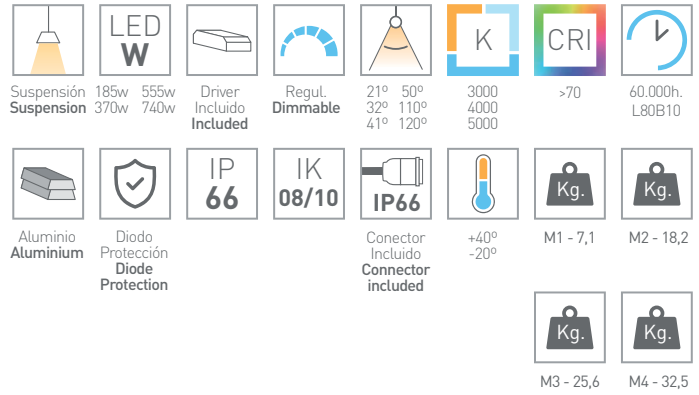 LED
W
K
CRI
Suspensión
Suspension
185w 555w
370w 740w
Driver
Incluido
Included
Regul.
Dimmable
21º 50º
32º 110º
41º 120º
3000
4000
5000
>70
60.000h.
L80B10
IP
66
IK
08/10
IP66
Kg.
Kg.
Aluminio
Aluminium
Diodo
Protección
Diode
Protection
Conector
Incluido
Connector
included
+40º
-20º
M1 - 7,1
M2 - 18,2
Kg.
Kg.
M3 - 25,6
M4 - 32,5